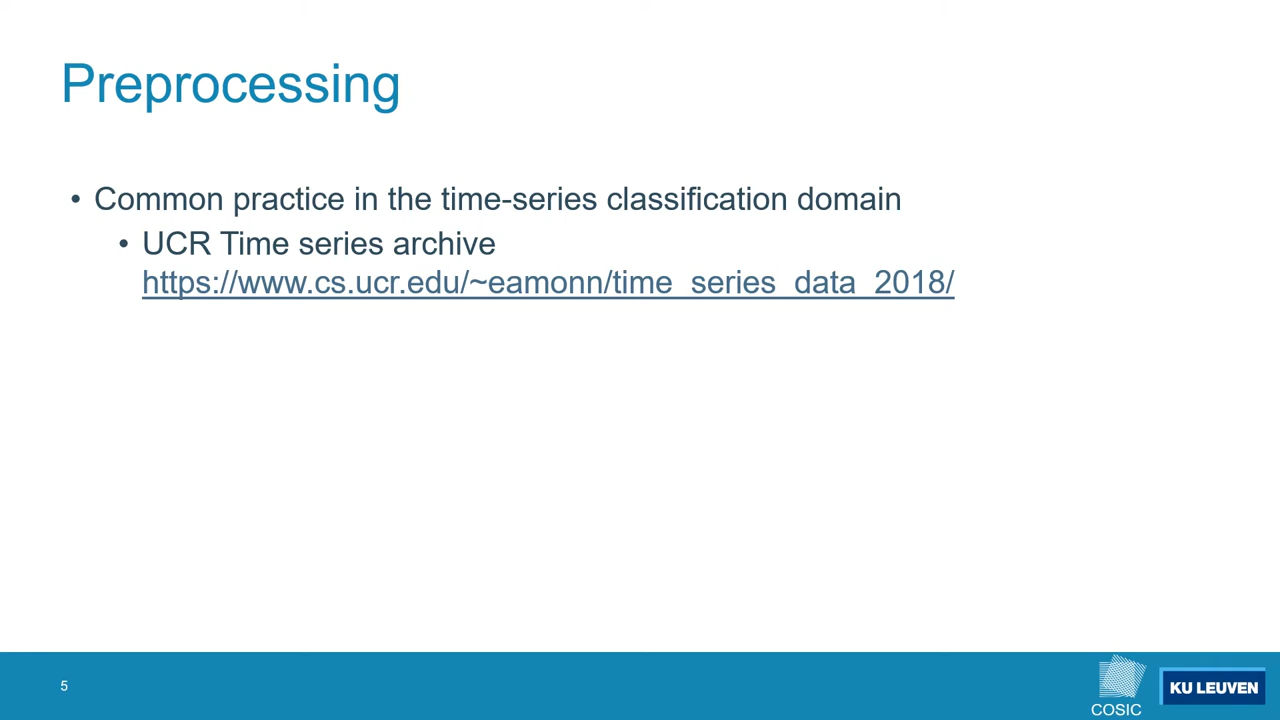 Preprocessing
• Common practice in the time-series classification domain
• UCR Time series archive
https://www.cs.ucr.edu/~eamonn/time_series_data_2018/
5
COSIC
KU LEUVEN